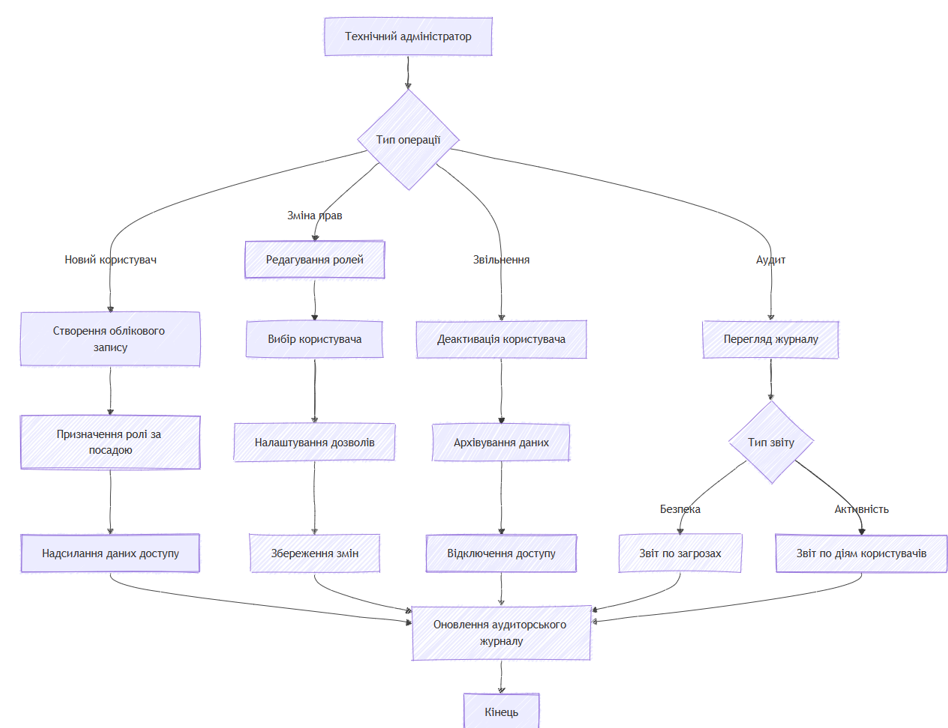 Технічний адміністратор
Тип операції
Зміна прав
Новий користувач
Редагування ролей
Звільнення
Аудит
Створення облікового
запису
Вибір користувача
Деактивація користувача
Перегляд журналу
Призначення ролі за
посадою
Налаштування дозволів
Архівування даних
Тип звіту
Безпека
Активність
Надсилання даних доступу
Збереження змін
Відключення доступу
Звіт по загрозах
Звіт по діям користувачів
Оновлення аудиторського
журналу
Кінець